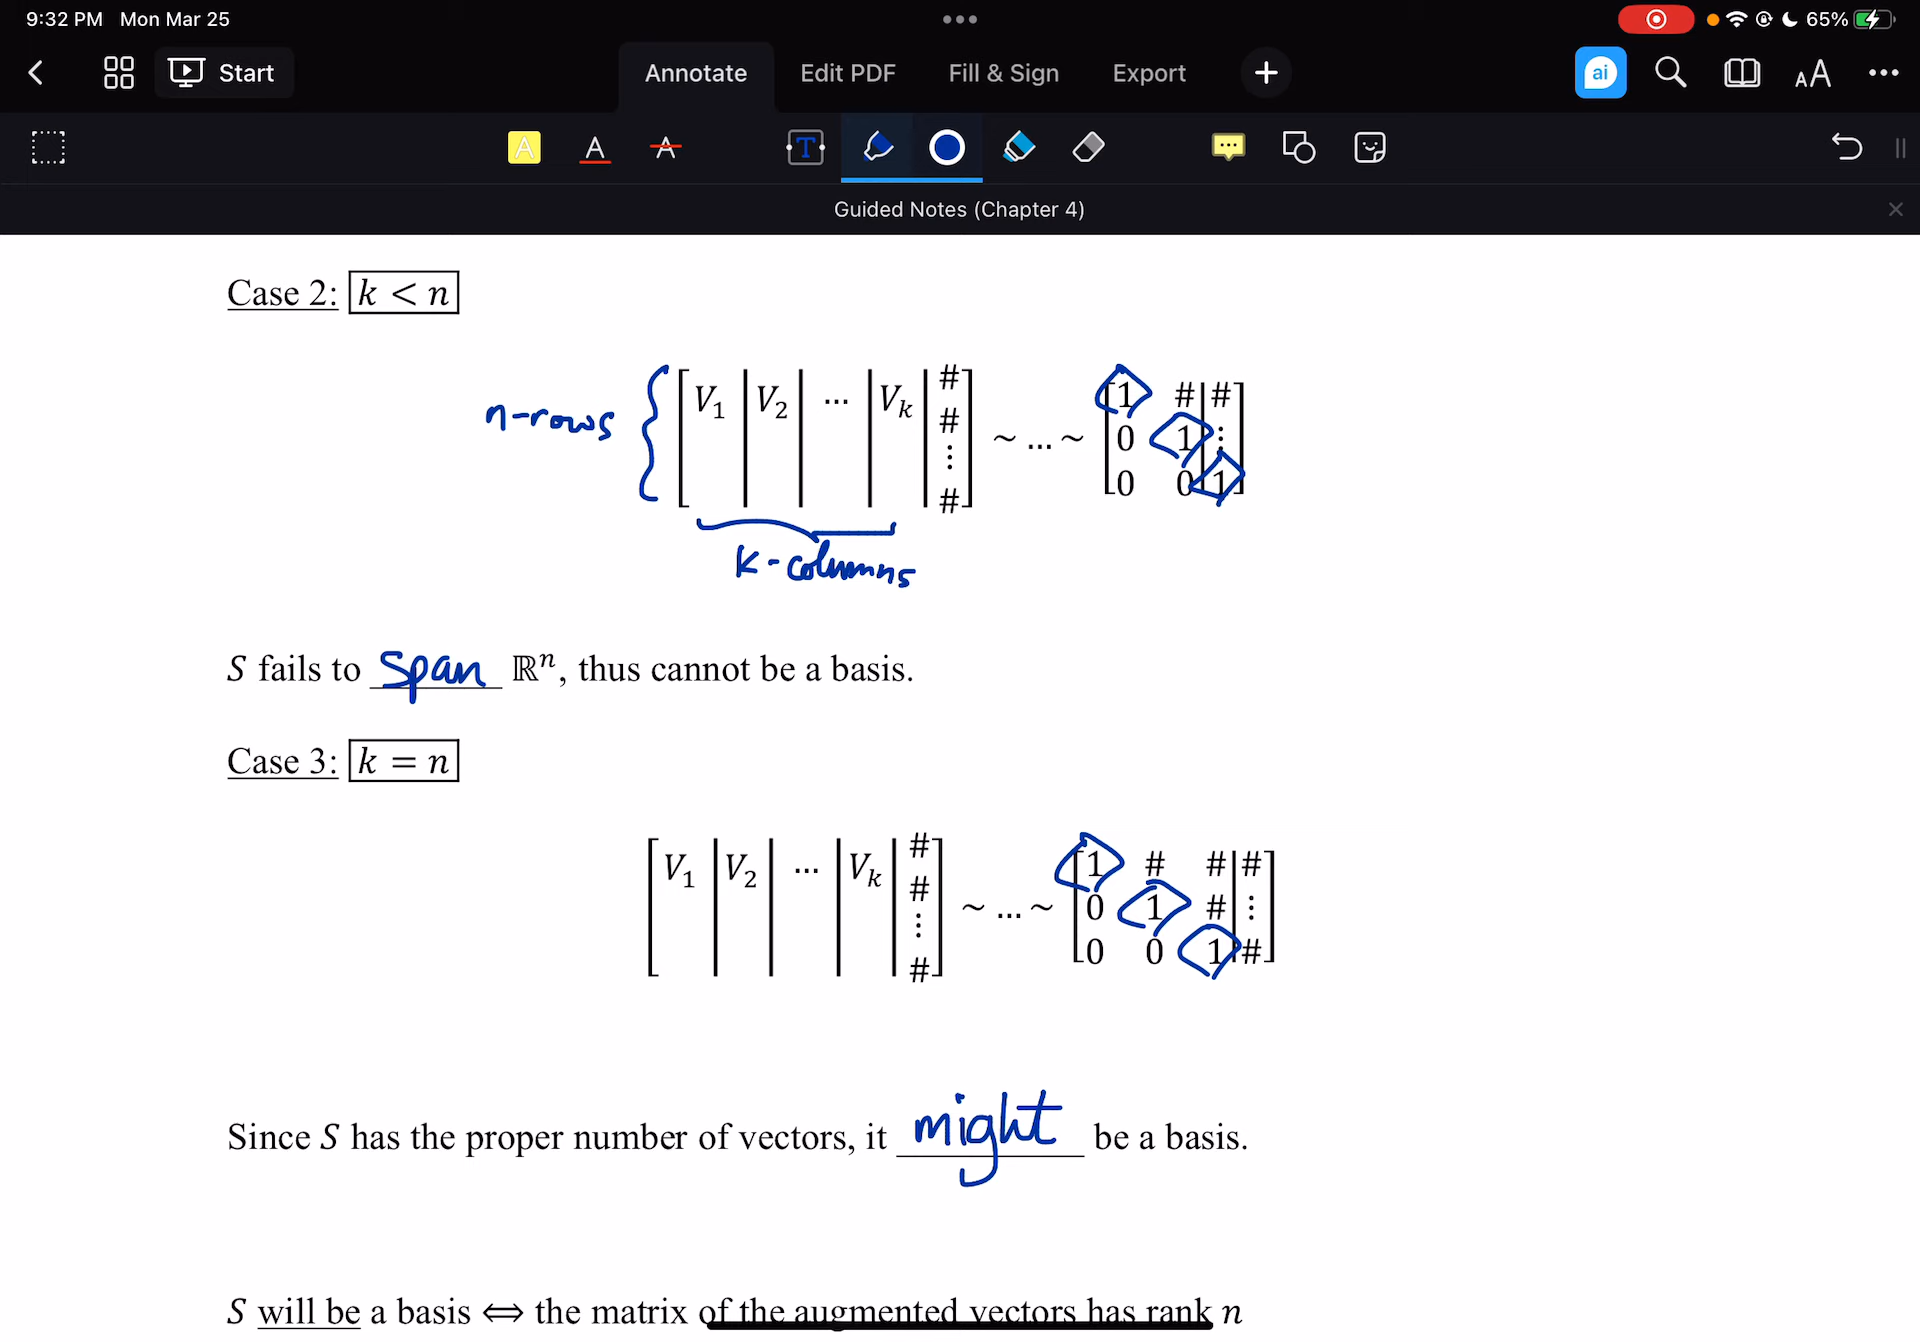 9:32 PM Mon Mar 25
65%
Start
Annotate
Edit PDF
Fill & Sign
Export
+
ai
AA
A A A T
Guided Notes (Chapter 4)
Case 2: k < n
n-rows
V₁ | V₂ | ⋯ | Vₖ | # # ⋮ # ~ ... ~ 1 # | #
0 1 | ⋮
0 0 | 1
k-columns
S fails to span ℝⁿ, thus cannot be a basis.
Case 3: k = n
V₁ | V₂ | ⋯ | Vₖ | # # ⋮ # ~ ... ~ 1 # # | #
0 1 # | ⋮
0 0 1 | #
Since S has the proper number of vectors, it might be a basis.
S will be a basis ⟺ the matrix of the augmented vectors has rank n